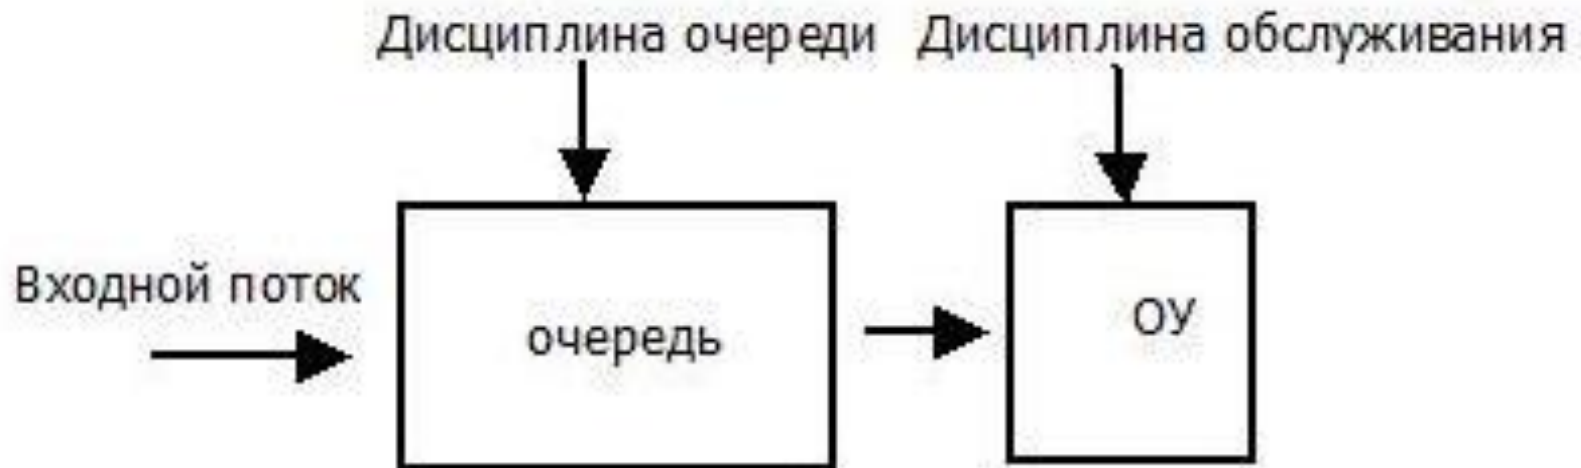 Дисциплина очереди
Дисциплина обслуживания
Входной поток
очередь
ОУ